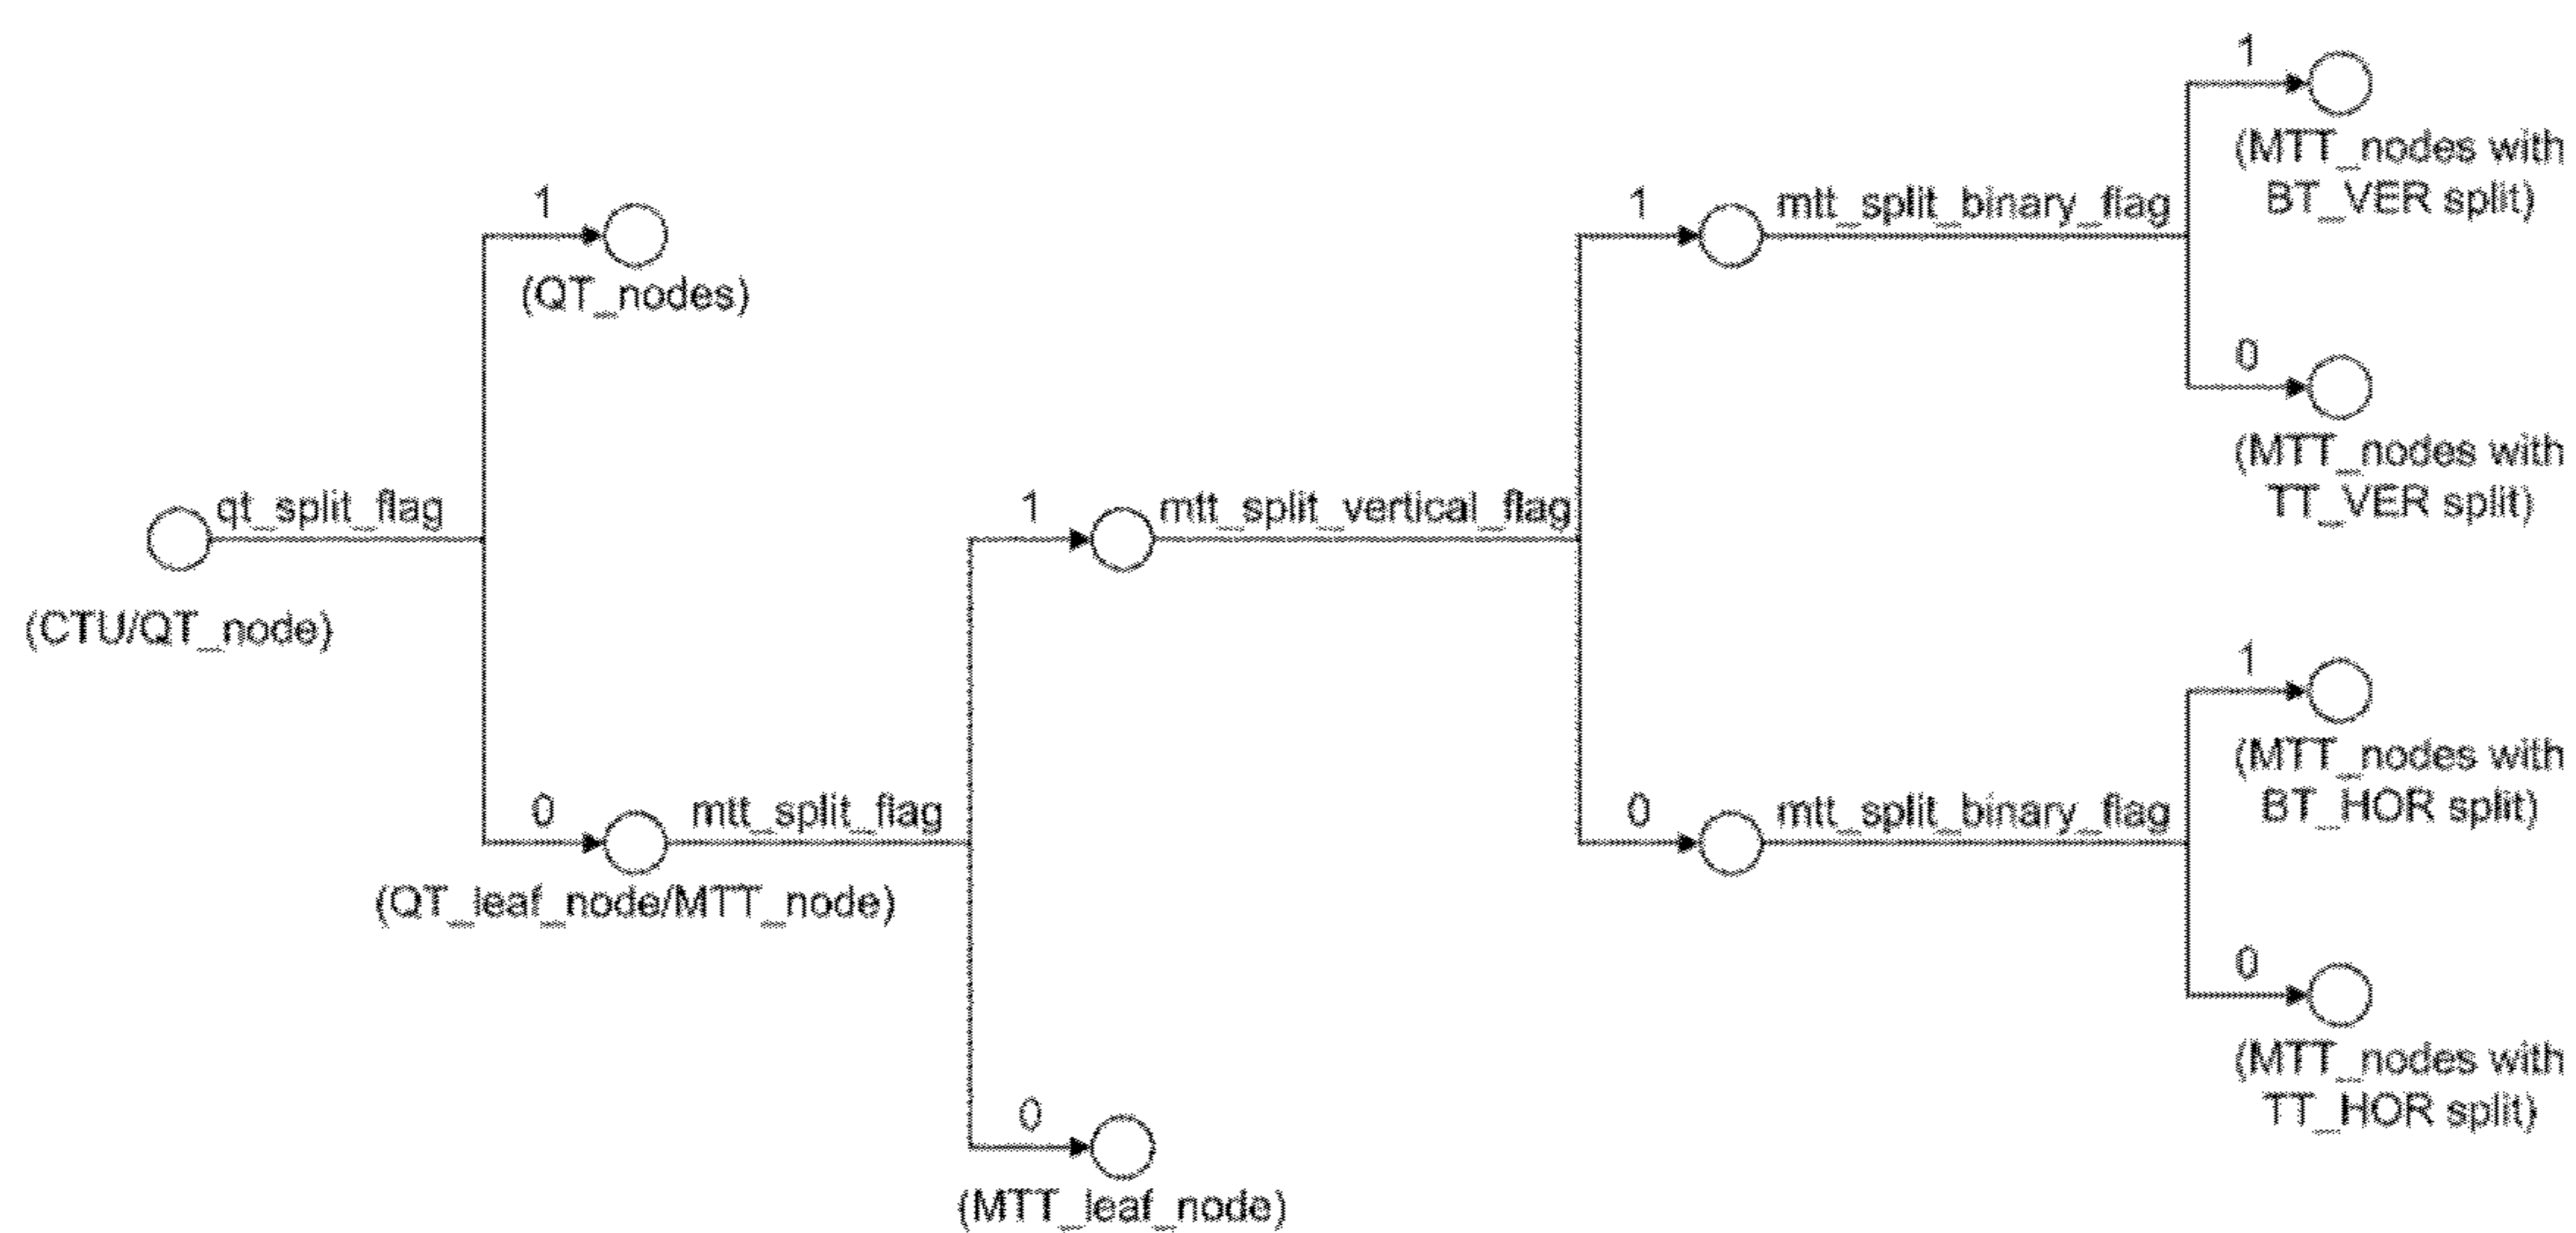 1
(MTT_nodes with
BT_VER split)
1
(QT_nodes)
1
mtt_split_binary_flag
0
(MTT_nodes with
TT_VER split)
qt_split_flag
(CTU/QT_node)
1
mtt_split_vertical_flag
1
(MTT_nodes with
BT_HOR split)
0
mtt_split_flag
(QT_leaf_node/MTT_node)
0
mtt_split_binary_flag
0
(MTT_nodes with
TT_HOR split)
0
(MTT_leaf_node)